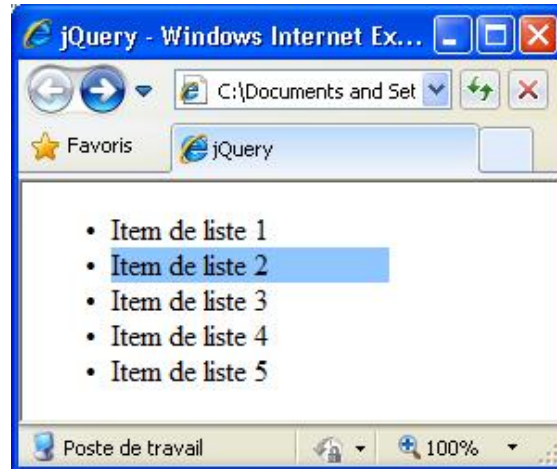 jQuery - Windows Internet Ex...
C:\Documents and Set
Favoris
jQuery
• Item de liste 1
• Item de liste 2
• Item de liste 3
• Item de liste 4
• Item de liste 5
Poste de travail
100%